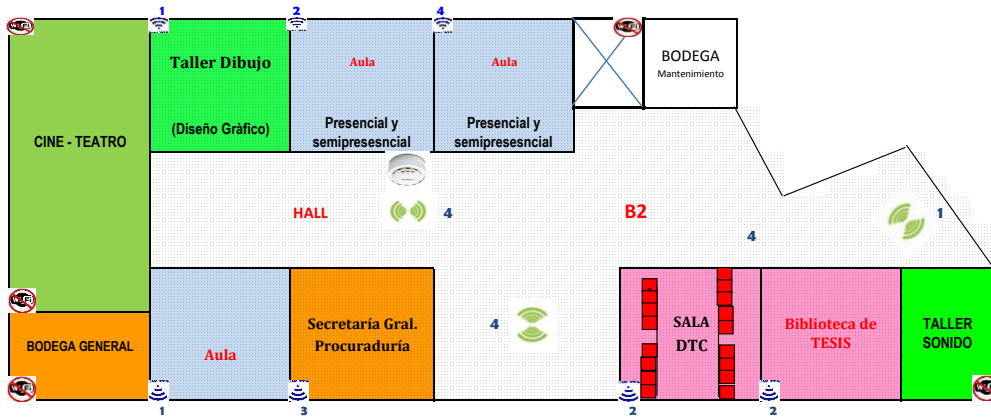 1
2
4
Taller Dibujo
(Diseño Gràfico)
Aula
Presencial y
semipresesncial
Aula
Presencial y
semipresesncial
BODEGA
Mantenimiento
CINE - TEATRO
HALL
4
B2
4
1
BODEGA GENERAL
Aula
Secretaría Gral.
Procuraduría
4
SALA
DTC
Biblioteca de
TESIS
TALLER
SONIDO
1
3
2
2